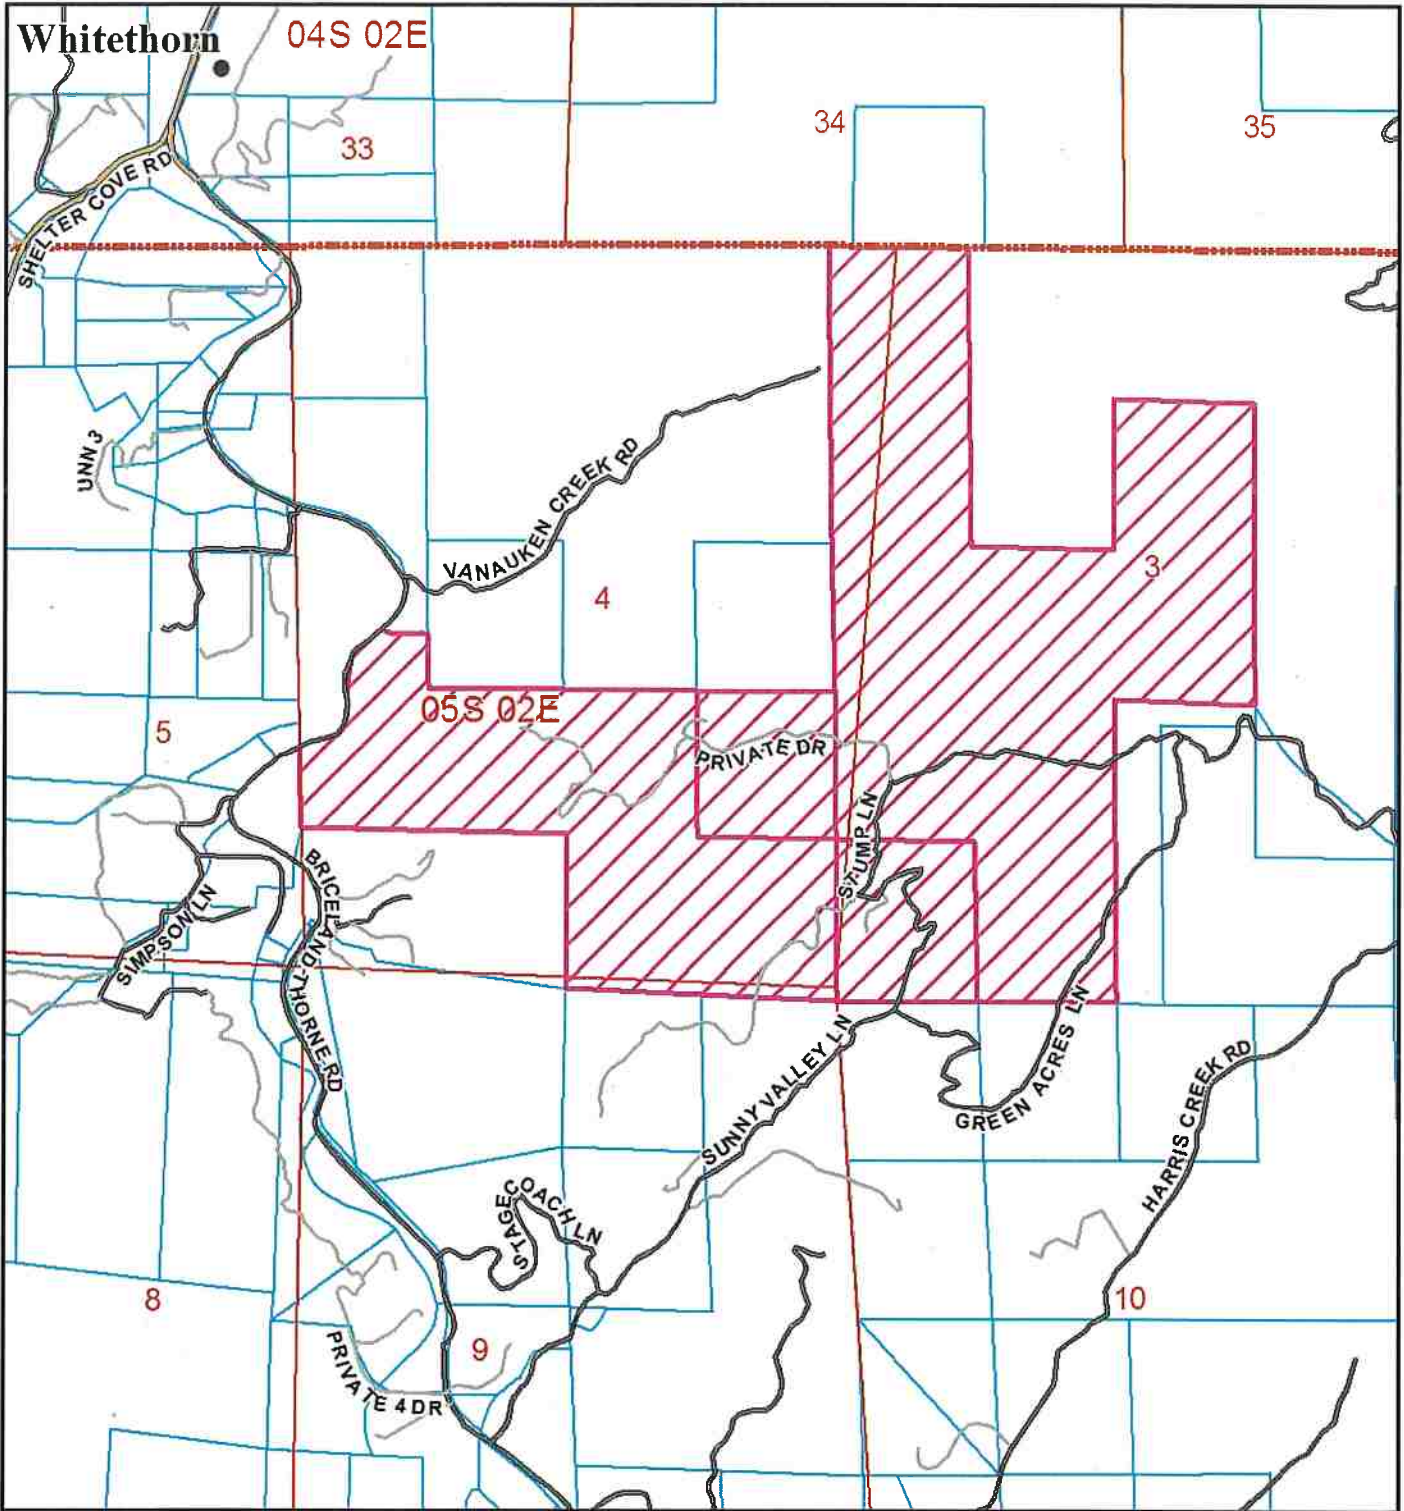 Whitethorn
04S 02E
33
34
35
SHELTER COVE RD
UNN 3
VANAUKEN CREEK RD
4
3
05S 02E
5
PRIVATE DR
STUMP LN
BRICELAND-THORNE RD
SIMPSON LN
SUNNY VALLEY LN
GREEN ACRES LN
HARRIS CREEK RD
STAGECOACH LN
8
9
10
PRIVATE 4 DR